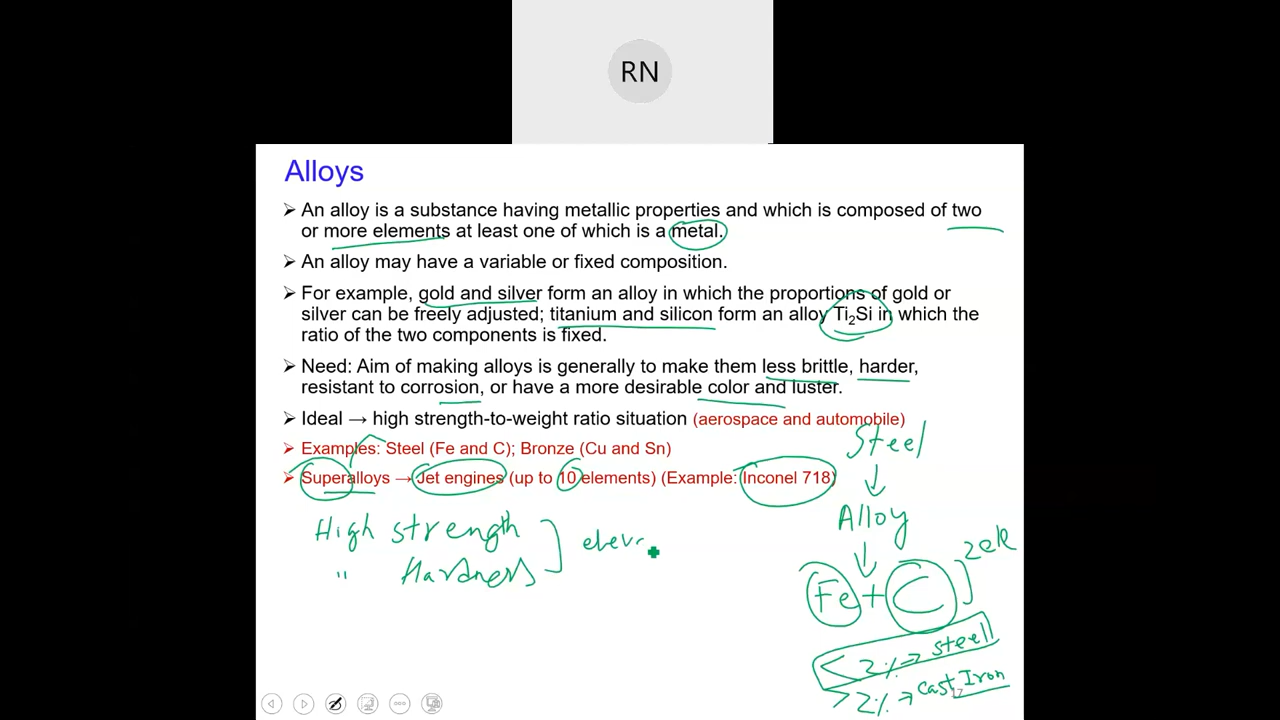 RN
Alloys
➢ An alloy is a substance having metallic properties and which is composed of two
or more elements at least one of which is a metal.
➢ An alloy may have a variable or fixed composition.
➢ For example, gold and silver form an alloy in which the proportions of gold or
silver can be freely adjusted; titanium and silicon form an alloy Ti₂Si in which the
ratio of the two components is fixed.
➢ Need: Aim of making alloys is generally to make them less brittle, harder,
resistant to corrosion, or have a more desirable color and luster.
➢ Ideal → high strength-to-weight ratio situation (aerospace and automobile)
➢ Examples: Steel (Fe and C); Bronze (Cu and Sn)
➢ Superalloys → Jet engines (up to 10 elements) (Example: Inconel 718)
High strength
" Hardness ] elev
Steel
↓
Alloy
↓
Fe + C ] 2 ele
< 2% → Steel
> 2% → Cast Iron